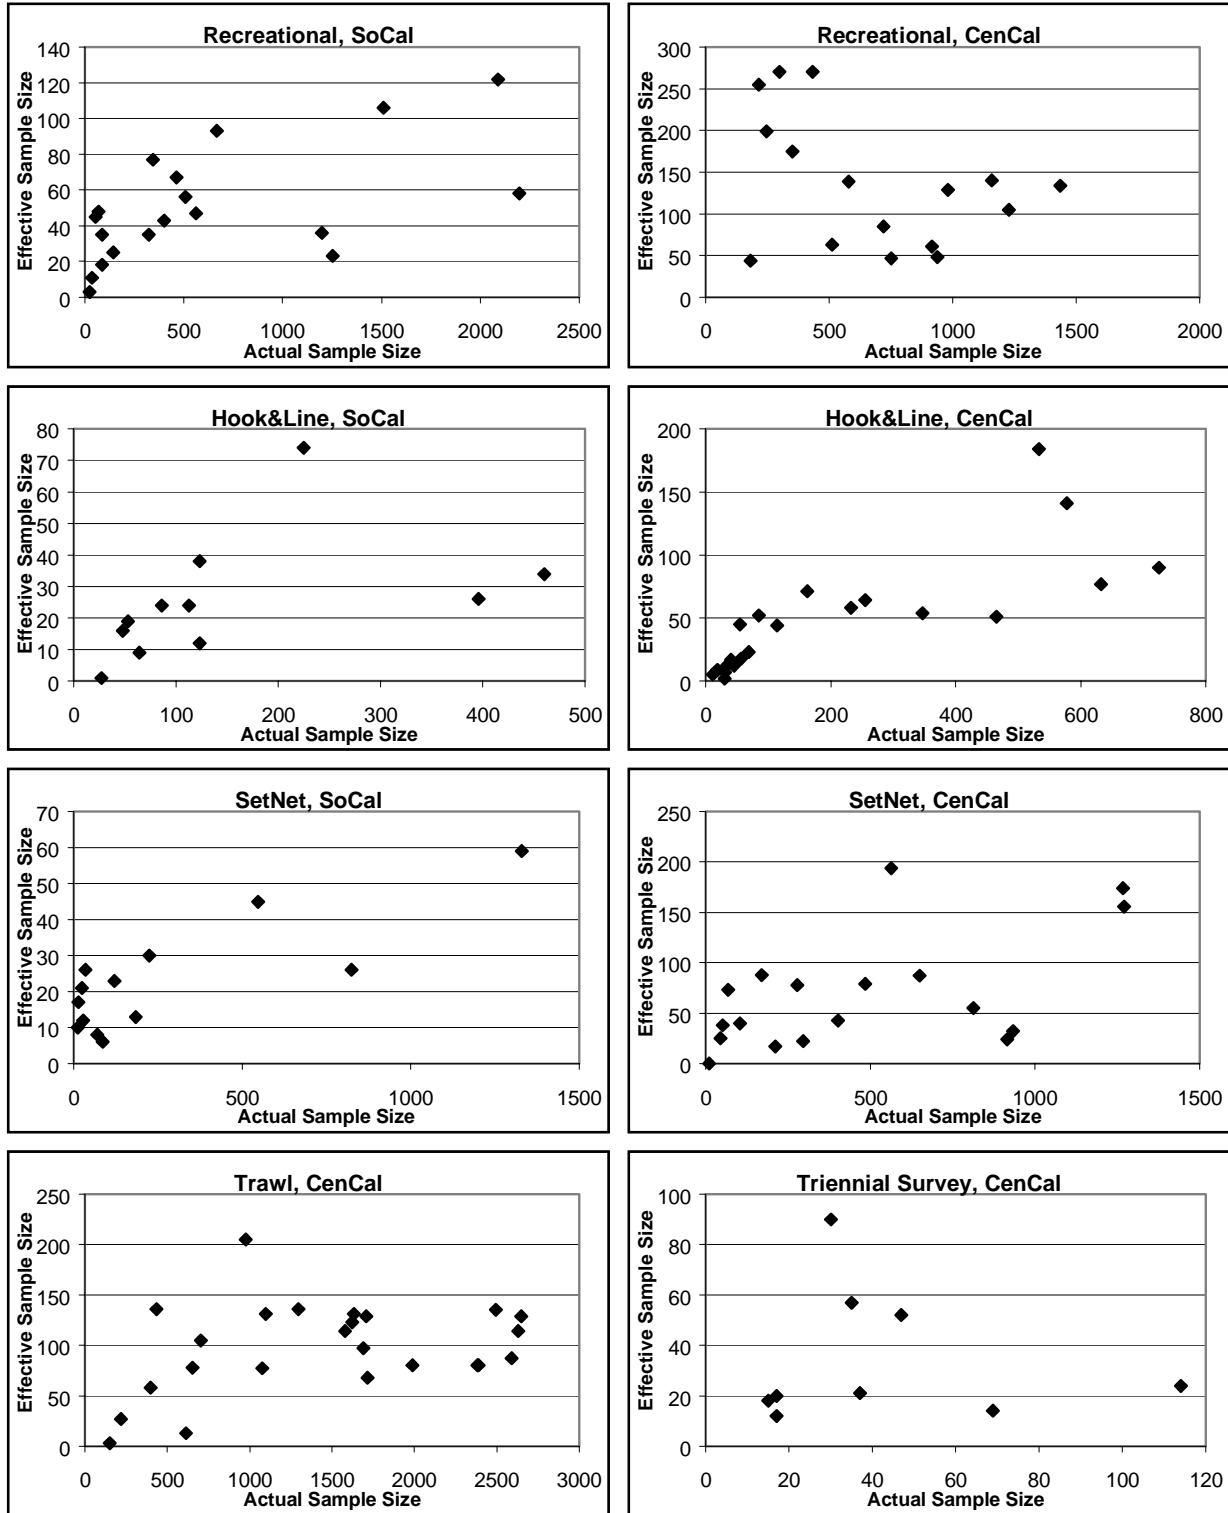 Recreational, SoCal
Effective Sample Size
140
120
100
80
60
40
20
0
0 500 1000 1500 2000 2500
Actual Sample Size
Recreational, CenCal
Effective Sample Size
300
250
200
150
100
50
0
0 500 1000 1500 2000
Actual Sample Size
Hook&Line, SoCal
Effective Sample Size
80
70
60
50
40
30
20
10
0
0 100 200 300 400 500
Actual Sample Size
Hook&Line, CenCal
Effective Sample Size
200
150
100
50
0
0 200 400 600 800
Actual Sample Size
SetNet, SoCal
Effective Sample Size
70
60
50
40
30
20
10
0
0 500 1000 1500
Actual Sample Size
SetNet, CenCal
Effective Sample Size
250
200
150
100
50
0
0 500 1000 1500
Actual Sample Size
Trawl, CenCal
Effective Sample Size
250
200
150
100
50
0
0 500 1000 1500 2000 2500 3000
Actual Sample Size
Triennial Survey, CenCal
Effective Sample Size
100
80
60
40
20
0
0 20 40 60 80 100 120
Actual Sample Size